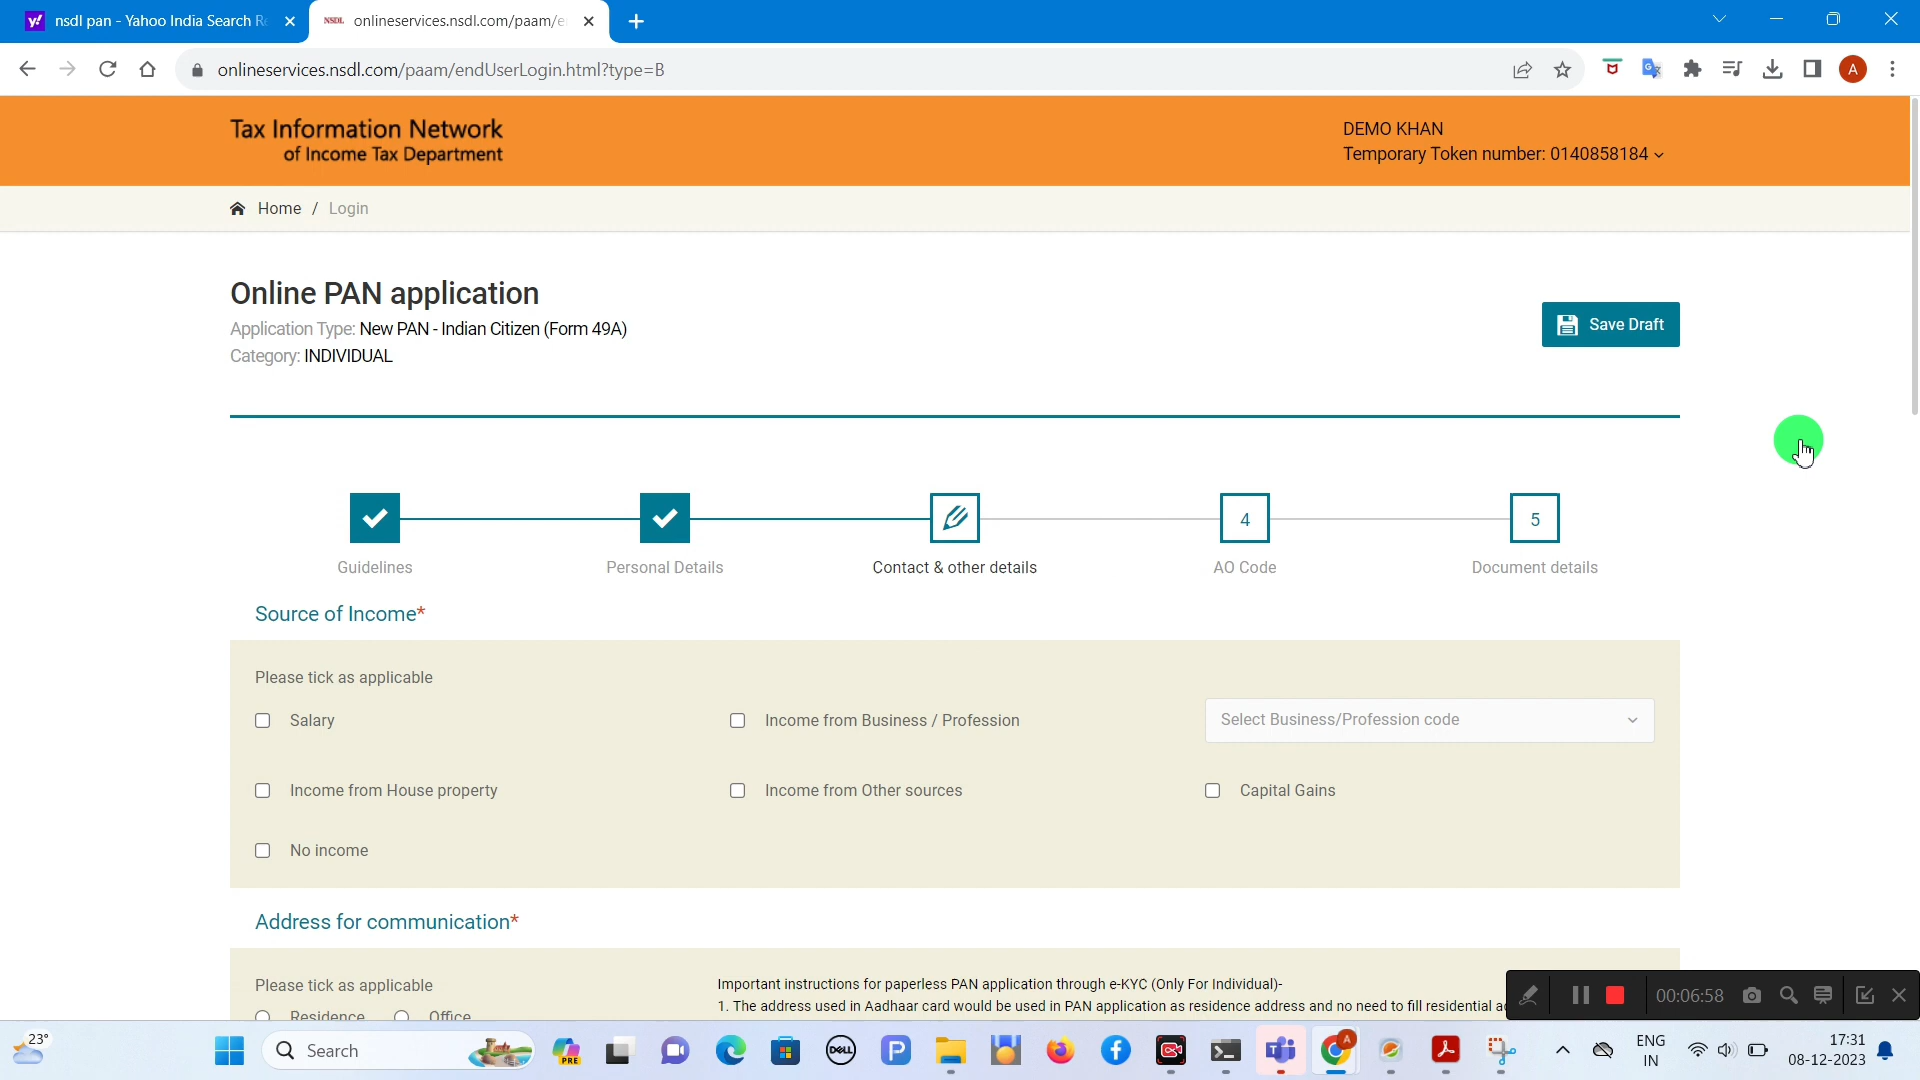 nsdl pan - Yahoo India Search Re
NSDL onlineservices.nsdl.com/paam/e
onlineservices.nsdl.com/paam/endUserLogin.html?type=B
A
Tax Information Network
of Income Tax Department
DEMO KHAN
Temporary Token number: 0140858184
Home / Login
Online PAN application
Application Type: New PAN - Indian Citizen (Form 49A)
Category: INDIVIDUAL
Save Draft
4
5
Guidelines
Personal Details
Contact & other details
AO Code
Document details
Source of Income*
Please tick as applicable
Salary
Income from Business / Profession
Select Business/Profession code
Income from House property
Income from Other sources
Capital Gains
No income
Address for communication*
Please tick as applicable
Important instructions for paperless PAN application through e-KYC (Only For Individual)-
1. The address used in Aadhaar card would be used in PAN application as residence address and no need to fill residential
Residence
Office
00:06:58
23°
Search
PRE
DELL
ENG
IN
17:31
08-12-2023